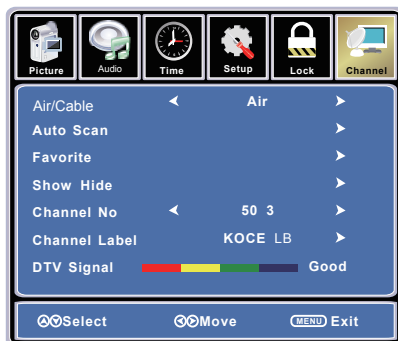 Picture Audio Time Setup Lock Channel
Air/Cable Air
Auto Scan
Favorite
Show Hide
Channel No 50 3
Channel Label KOCE LB
DTV Signal Good
Select Move MENU Exit